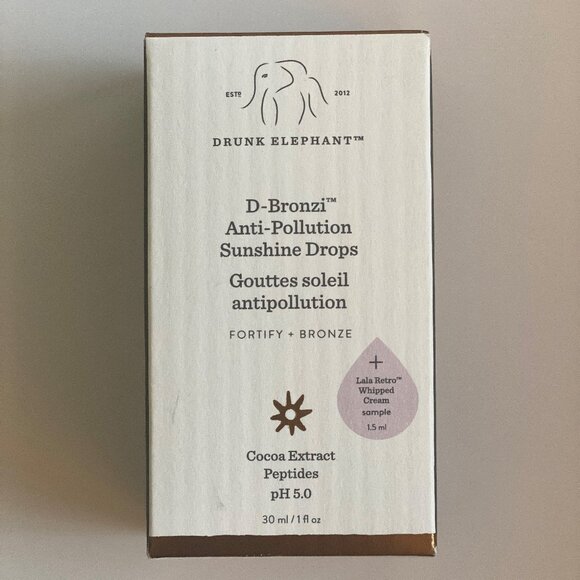 ESTD 2012
DRUNK ELEPHANT™
D-Bronzi™
Anti-Pollution
Sunshine Drops
Gouttes soleil
antipollution
FORTIFY + BRONZE
+
Lala Retro™
Whipped
Cream
sample
1.5 ml
Cocoa Extract
Peptides
pH 5.0
30 ml / 1 fl oz